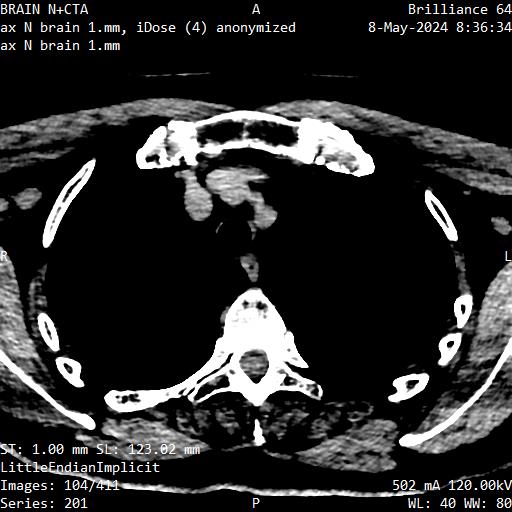 BRAIN N+CTA
A
Brilliance 64
ax N brain 1.mm, iDose (4) anonymized
8-May-2024 8:36:34
ax N brain 1.mm
R
L
ST: 1.00 mm SL: 123.02 mm
LittleEndianImplicit
Images: 104/411
502 mA 120.00kV
Series: 201
P
WL: 40 WW: 80